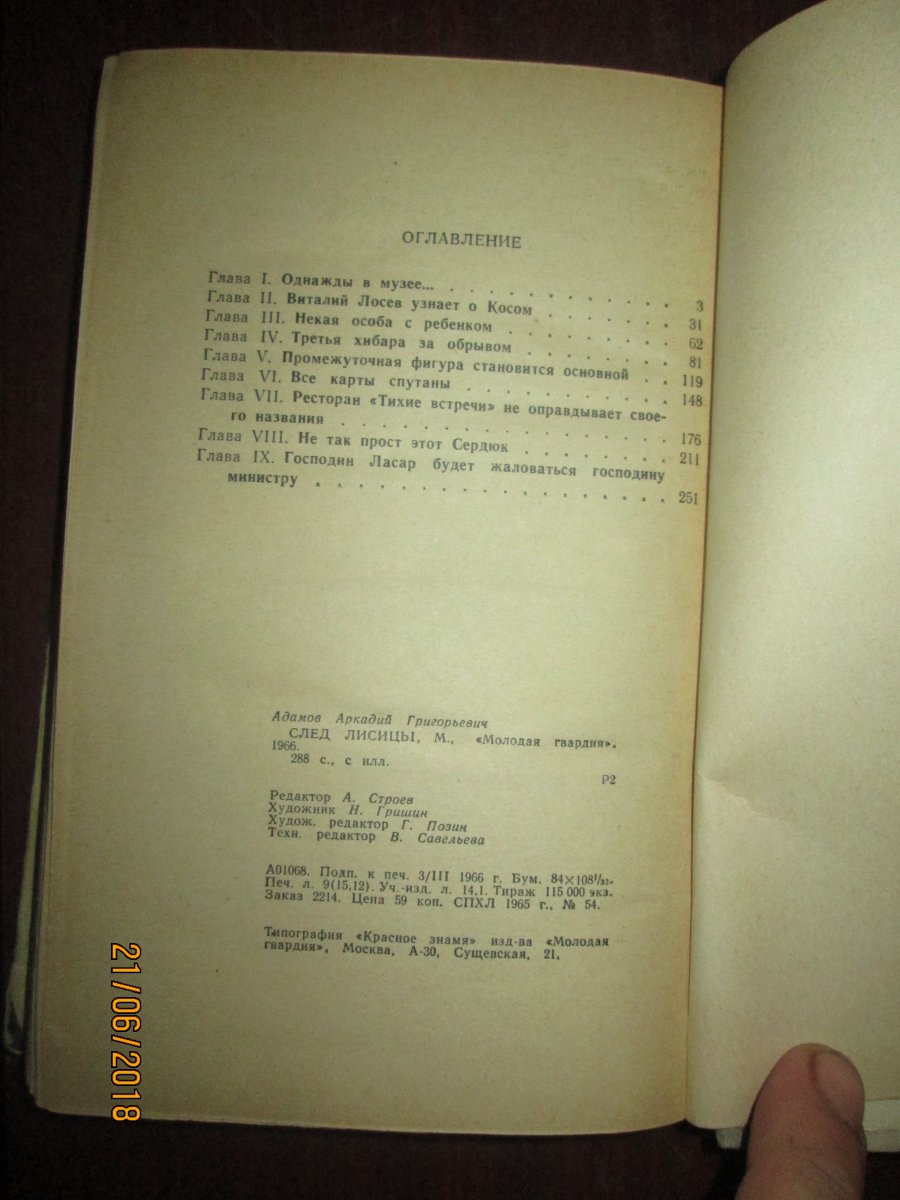 ОГЛАВЛЕНИЕ
Глава I. Однажды в музее... . . . . . . . . . 3
Глава II. Виталий Лосев узнает о Косом . . . . . . . 31
Глава III. Некая особа с ребенком . . . . . . . . 62
Глава IV. Третья хибара за обрывом . . . . . . . 81
Глава V. Промежуточная фигура становится основной . . 119
Глава VI. Все карты спутаны . . . . . . . . . 148
Глава VII. Ресторан «Тихие встречи» не оправдывает свое-
го названия . . . . . . . . . . . . 176
Глава VIII. Не так прост этот Сердюк . . . . . . . 211
Глава IX. Господин Ласар будет жаловаться господину
министру . . . . . . . . . . . . . 251
Адамов Аркадий Григорьевич
СЛЕД ЛИСИЦЫ, М., «Молодая гвардия».
1966.
288 с., с илл.
Р2
Редактор А. Строев
Художник Н. Гришин
Худож. редактор Г. Позин
Техн. редактор В. Савельева
А01068. Подп. к печ. 3/III 1966 г. Бум. 84×108¹/₃₂.
Печ. л. 9(15,12). Уч.-изд. л. 14,1. Тираж 115 000 экз.
Заказ 2214. Цена 59 коп. СПХЛ 1965 г., № 54.
Типография «Красное знамя» изд-ва «Молодая
гвардия», Москва, А-30, Сущевская, 21.
21/06/2018